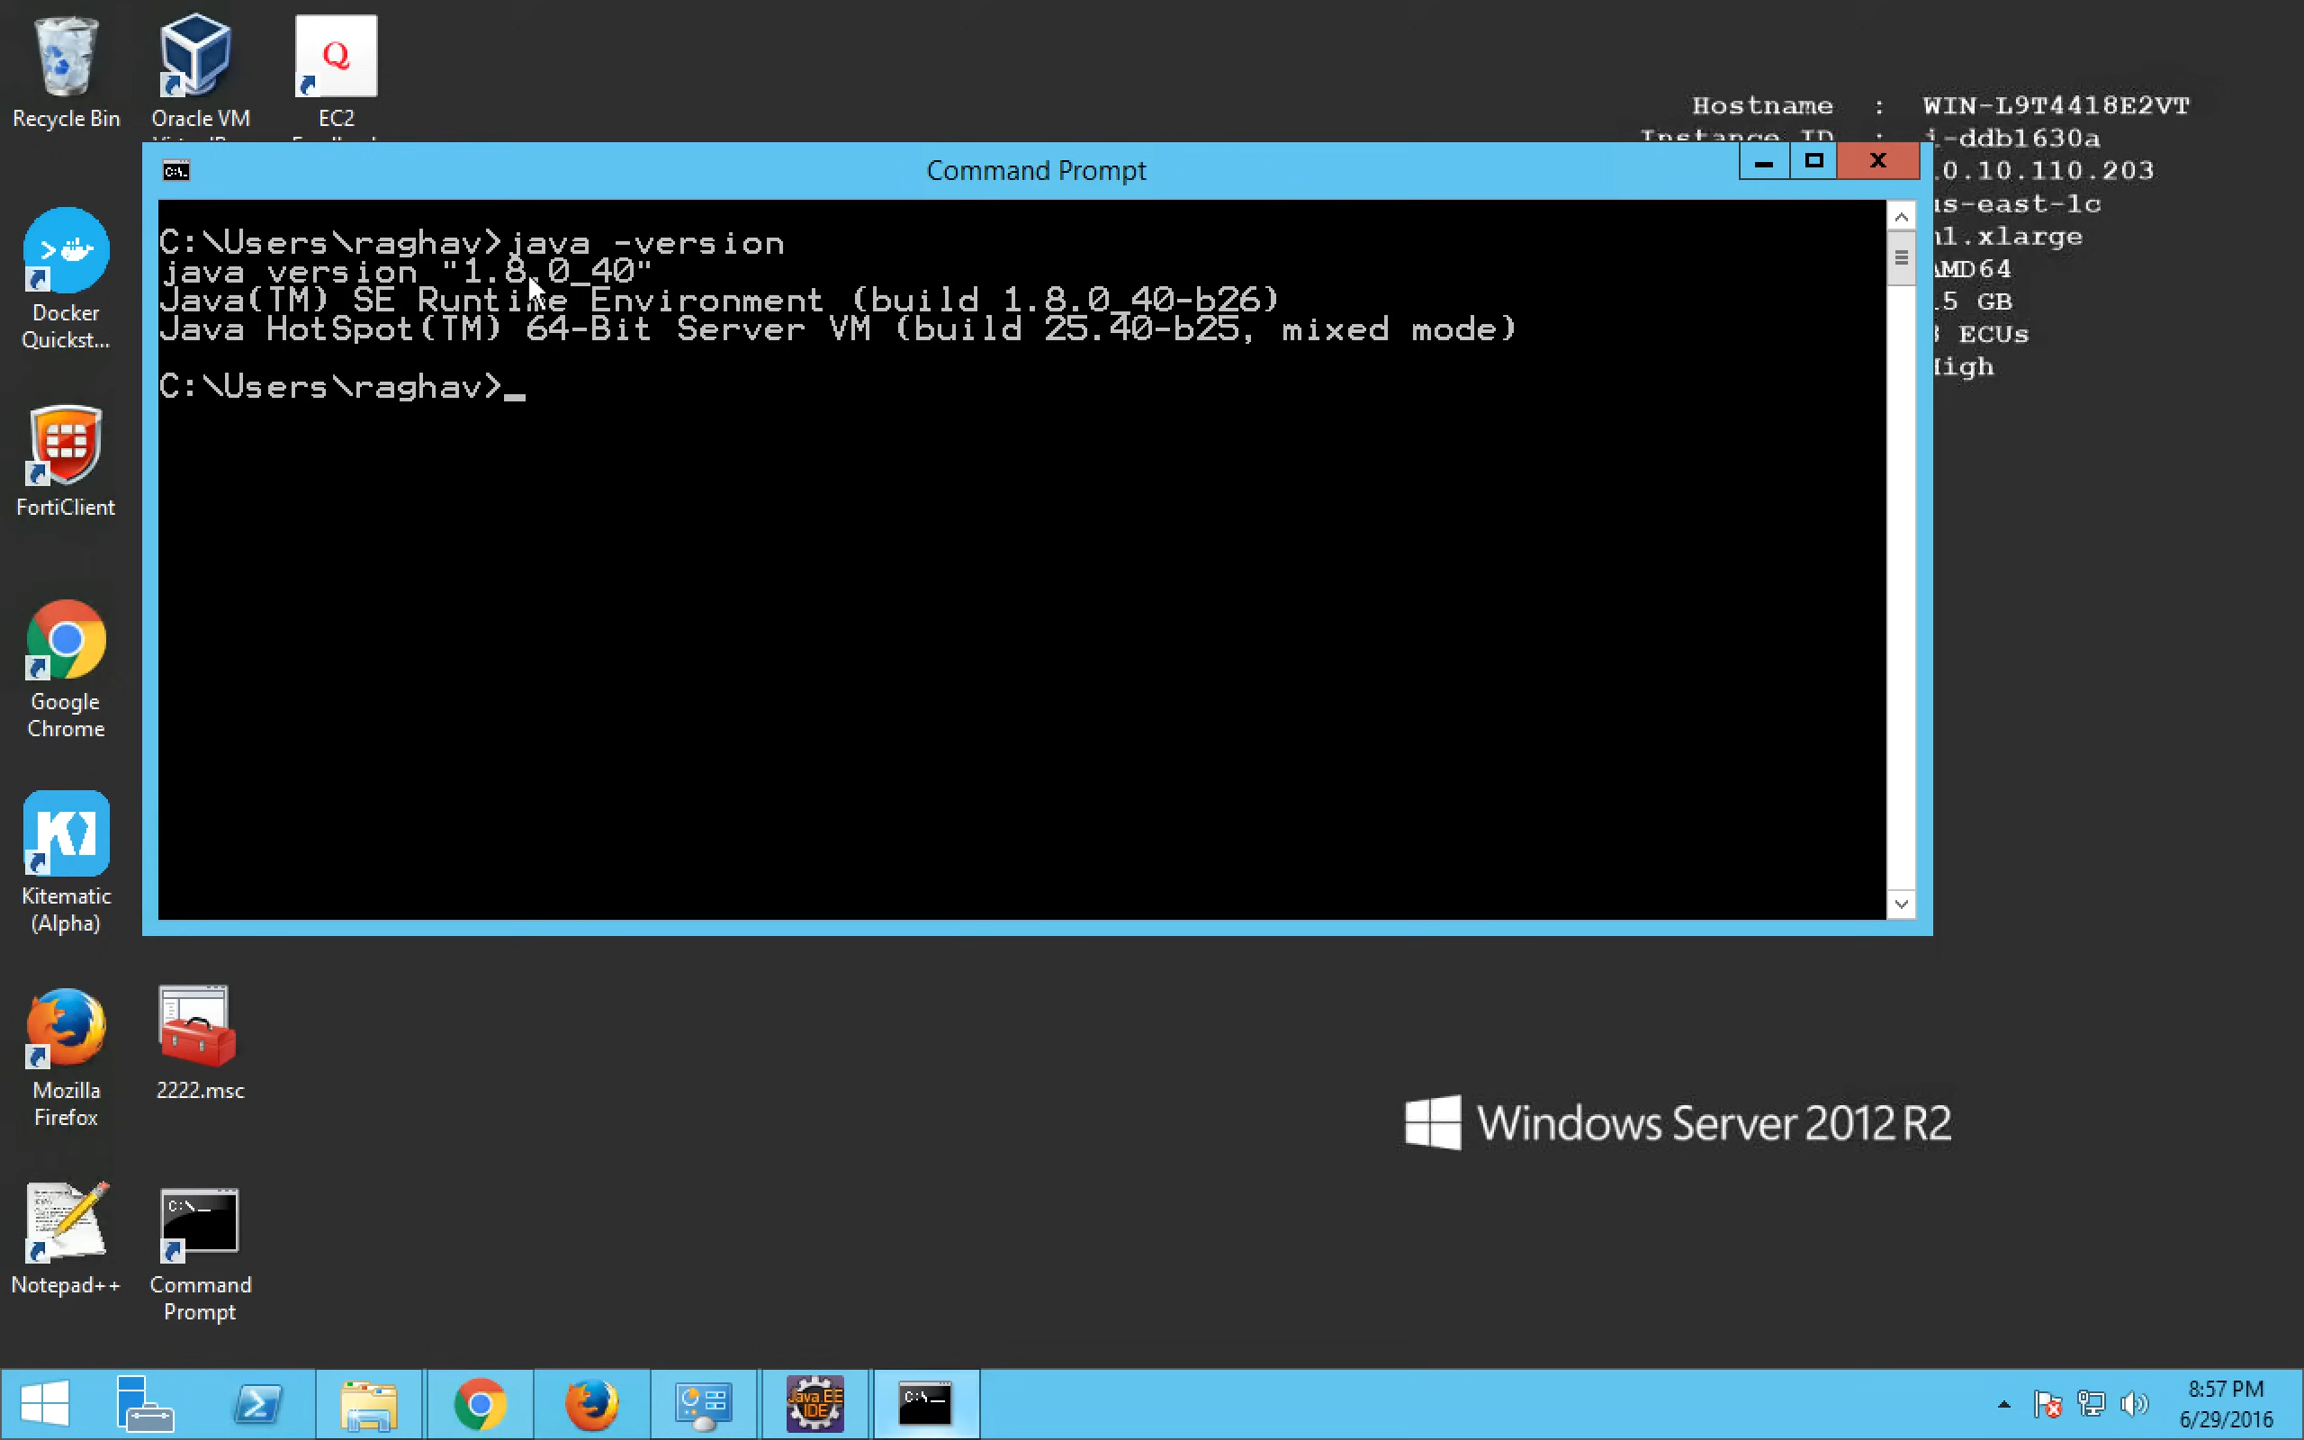 Recycle Bin
Oracle VM
Q
EC2
Hostname : WIN-L9T4418E2VT
Instance ID : i-ddb1630a
.0.10.110.203
us-east-1c
.xlarge
AMD64
5 GB
ECUs
High
Command Prompt
C:\Users\raghav>java -version
java version "1.8.0_40"
Java(TM) SE Runtime Environment (build 1.8.0_40-b26)
Java HotSpot(TM) 64-Bit Server VM (build 25.40-b25, mixed mode)
C:\Users\raghav>_
Docker
Quickst...
FortiClient
Google
Chrome
Kitematic
(Alpha)
Mozilla
Firefox
2222.msc
Windows Server 2012 R2
Notepad++
Command
Prompt
Java EE
IDE
8:57 PM
6/29/2016